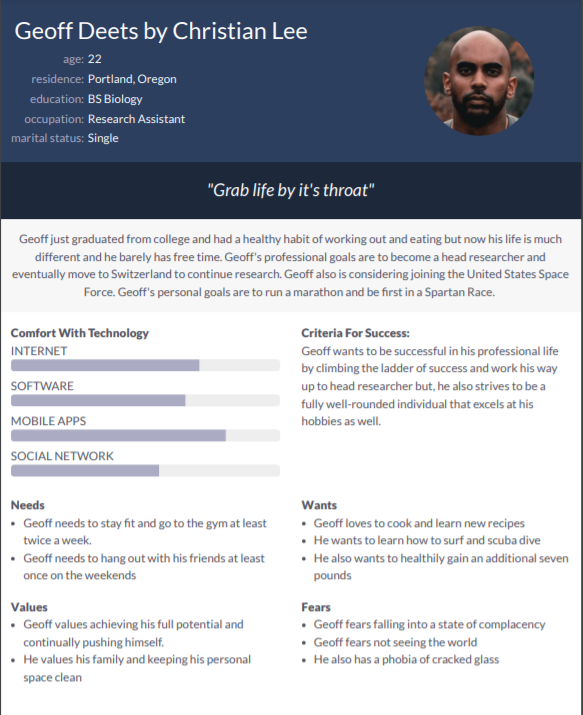 Geoff Deets by Christian Lee
age: 22
residence: Portland, Oregon
education: BS Biology
occupation: Research Assistant
marital status: Single
"Grab life by it's throat"
Geoff just graduated from college and had a healthy habit of working out and eating but now his life is much
different and he barely has free time. Geoff's professional goals are to become a head researcher and
eventually move to Switzerland to continue research. Geoff also is considering joining the United States Space
Force. Geoff's personal goals are to run a marathon and be first in a Spartan Race.
Comfort With Technology
INTERNET
SOFTWARE
MOBILE APPS
SOCIAL NETWORK
Criteria For Success:
Geoff wants to be successful in his professional life
by climbing the ladder of success and work his way
up to head researcher but, he also strives to be a
fully well-rounded individual that excels at his
hobbies as well.
Needs
• Geoff needs to stay fit and go to the gym at least
twice a week.
• Geoff needs to hang out with his friends at least
once on the weekends
Wants
• Geoff loves to cook and learn new recipes
• He wants to learn how to surf and scuba dive
• He also wants to healthily gain an additional seven
pounds
Values
• Geoff values achieving his full potential and
continually pushing himself.
• He values his family and keeping his personal
space clean
Fears
• Geoff fears falling into a state of complacency
• Geoff fears not seeing the world
• He also has a phobia of cracked glass